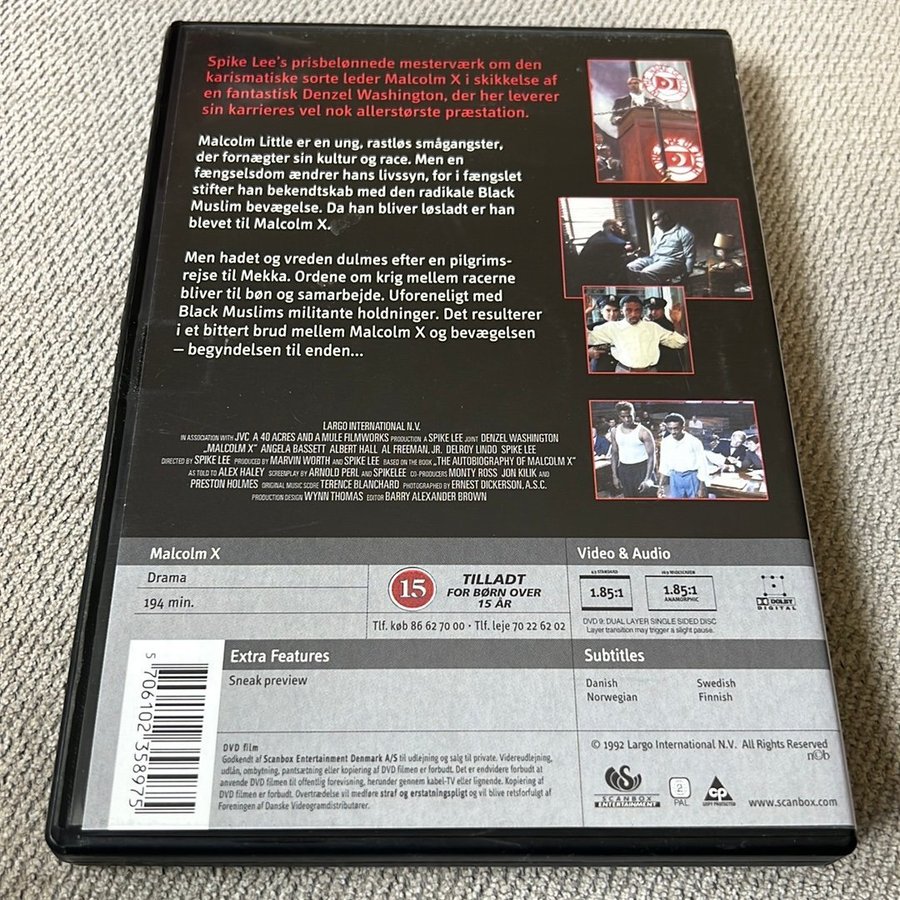 Spike Lee's prisbelønnede mesterværk om den
karismatiske sorte leder Malcolm X i skikkelse af
en fantastisk Denzel Washington, der her leverer
sin karrieres vel nok allerstørste præstation.
Malcolm Little er en ung, rastløs smågangster,
der fornægter sin kultur og race. Men en
fængselsdom ændrer hans livssyn, for i fængslet
stifter han bekendtskab med den radikale Black
Muslim bevægelse. Da han bliver løsladt er han
blevet til Malcolm X.
Men hadet og vreden dulmes efter en pilgrims-
rejse til Mekka. Ordene om krig mellem racerne
bliver til bøn og samarbejde. Uforeneligt med
Black Muslims militante holdninger. Det resulterer
i et bittert brud mellem Malcolm X og bevægelsen
– begyndelsen til enden...
LARGO INTERNATIONAL N.V.
IN ASSOCIATION WITH JVC A 40 ACRES AND A MULE FILMWORKS PRODUCTION A SPIKE LEE JOINT DENZEL WASHINGTON
„MALCOLM X" ANGELA BASSETT ALBERT HALL AL FREEMAN, JR. DELROY LINDO SPIKE LEE
DIRECTED BY SPIKE LEE PRODUCED BY MARVIN WORTH AND SPIKE LEE BASED ON THE BOOK „THE AUTOBIOGRAPHY OF MALCOLM X"
AS TOLD TO ALEX HALEY SCREENPLAY BY ARNOLD PERL AND SPIKELEE CO-PRODUCERS MONTY ROSS JON KILIK AND
PRESTON HOLMES ORIGINAL MUSIC SCORE TERENCE BLANCHARD PHOTOGRAPHED BY ERNEST DICKERSON, A.S.C.
PRODUCTION DESIGN WYNN THOMAS EDITOR BARRY ALEXANDER BROWN
Malcolm X
Drama
194 min.
15
TILLADT
FOR BØRN OVER
15 ÅR
Tlf. køb 86 62 70 00 · Tlf. leje 70 22 62 02
Video & Audio
4:3 STANDARD
1.85:1
16:9 WIDESCREEN
1.85:1
ANAMORPHIC
DOLBY
DIGITAL
DVD 9: DUAL LAYER SINGLE SIDED DISC
Layer transition may trigger a slight pause.
Extra Features
Sneak preview
Subtitles
Danish Swedish
Norwegian Finnish
5 706102 358975
DVD film
Godkendt af Scanbox Entertainment Denmark A/S til udlejning og salg til private. Videreudlejning,
udlån, ombytning, pantsætning eller kopiering af DVD filmen er forbudt. Det er endvidere forbudt at
anvende DVD filmen til offentlig forevisning, herunder gennem kabel-TV eller lignende. Kopiering af
DVD filmen er forbudt. Overtrædelse vil medføre straf og erstatningspligt og vil blive retsforfulgt af
Foreningen af Danske Videogramdistributører.
© 1992 Largo International N.V. All Rights Reserved
nCb
SCANBOX
ENTERTAINMENT
2
PAL
CP
COPY PROTECTED
www.scanbox.com